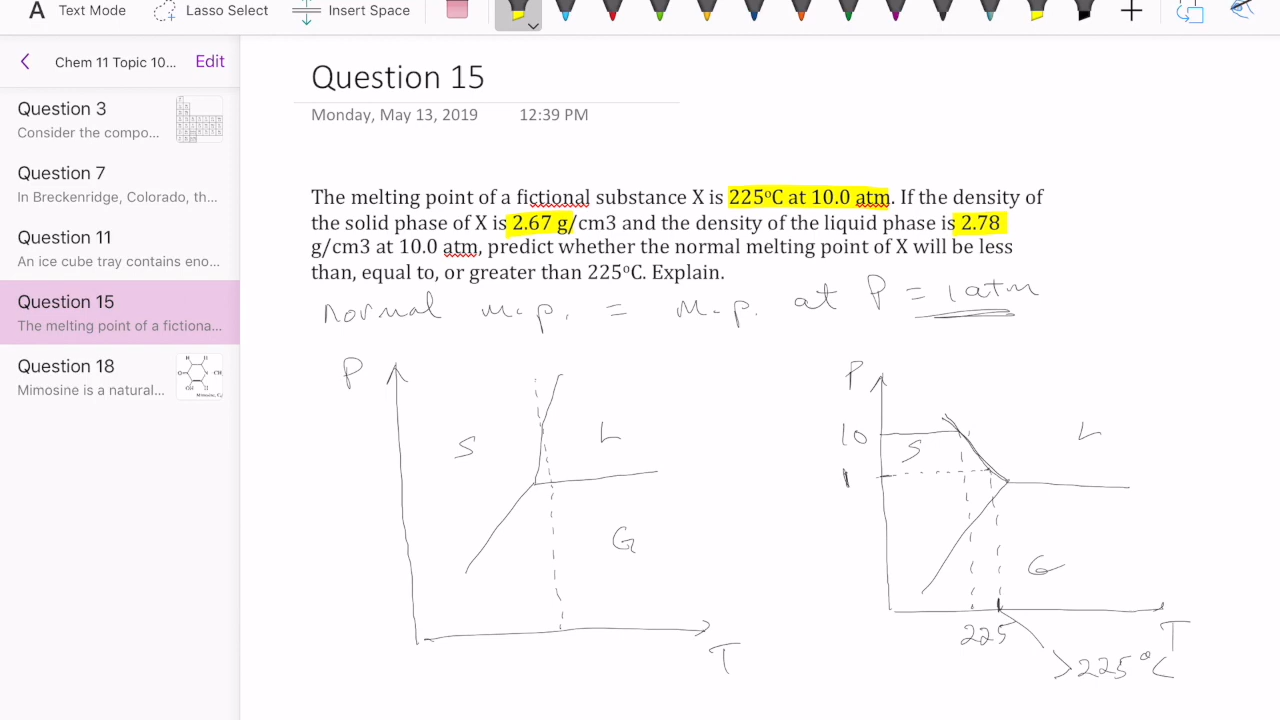 A Text Mode Lasso Select Insert Space
Chem 11 Topic 10... Edit
Question 3
Consider the compo...
Question 7
In Breckenridge, Colorado, th...
Question 11
An ice cube tray contains eno...
Question 15
The melting point of a fictiona...
Question 18
Mimosine is a natural...
Question 15
Monday, May 13, 2019 12:39 PM
The melting point of a fictional substance X is 225°C at 10.0 atm. If the density of
the solid phase of X is 2.67 g/cm3 and the density of the liquid phase is 2.78
g/cm3 at 10.0 atm, predict whether the normal melting point of X will be less
than, equal to, or greater than 225°C. Explain.
normal m.p. = m.p. at P = 1 atm
P
S
L
G
T
P
10
S
L
1
G
225
T
>225°C